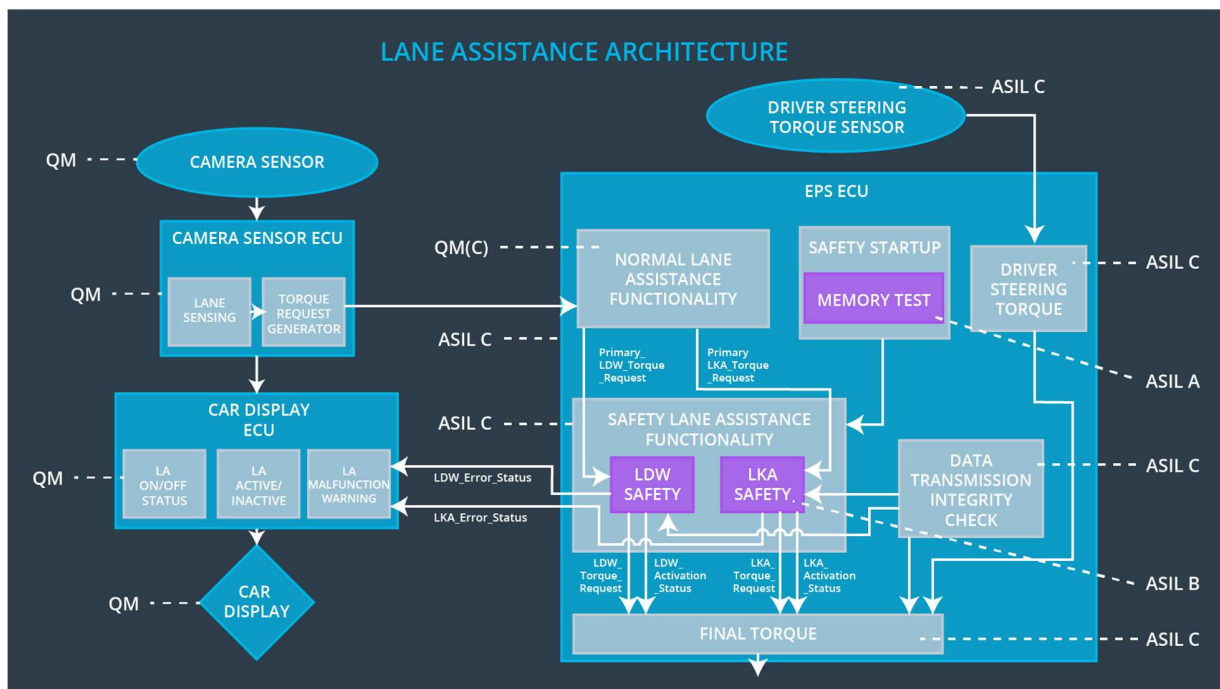 LANE ASSISTANCE ARCHITECTURE
ASIL C
DRIVER STEERING
TORQUE SENSOR
QM
CAMERA SENSOR
EPS ECU
CAMERA SENSOR ECU
QM
LANE
SENSING
TORQUE
REQUEST
GENERATOR
QM(C)
NORMAL LANE
ASSISTANCE
FUNCTIONALITY
SAFETY STARTUP
MEMORY TEST
DRIVER
STEERING
TORQUE
ASIL C
ASIL C
Primary_
LDW_Torque
_Request
Primary
LKA_Torque
_Request
ASIL A
CAR DISPLAY
ECU
QM
LA
ON/OFF
STATUS
LA
ACTIVE/
INACTIVE
LA
MALFUNCTION
WARNING
ASIL C
SAFETY LANE ASSISTANCE
FUNCTIONALITY
LDW
SAFETY
LKA
SAFETY
LDW_Error_Status
LKA_Error_Status
DATA
TRANSMISSION
INTEGRITY
CHECK
ASIL C
LDW_
Torque_
Request
LDW_
Activation
_Status
LKA_
Torque_
Request
LKA_
Activation
_Status
ASIL B
QM
CAR
DISPLAY
FINAL TORQUE
ASIL C